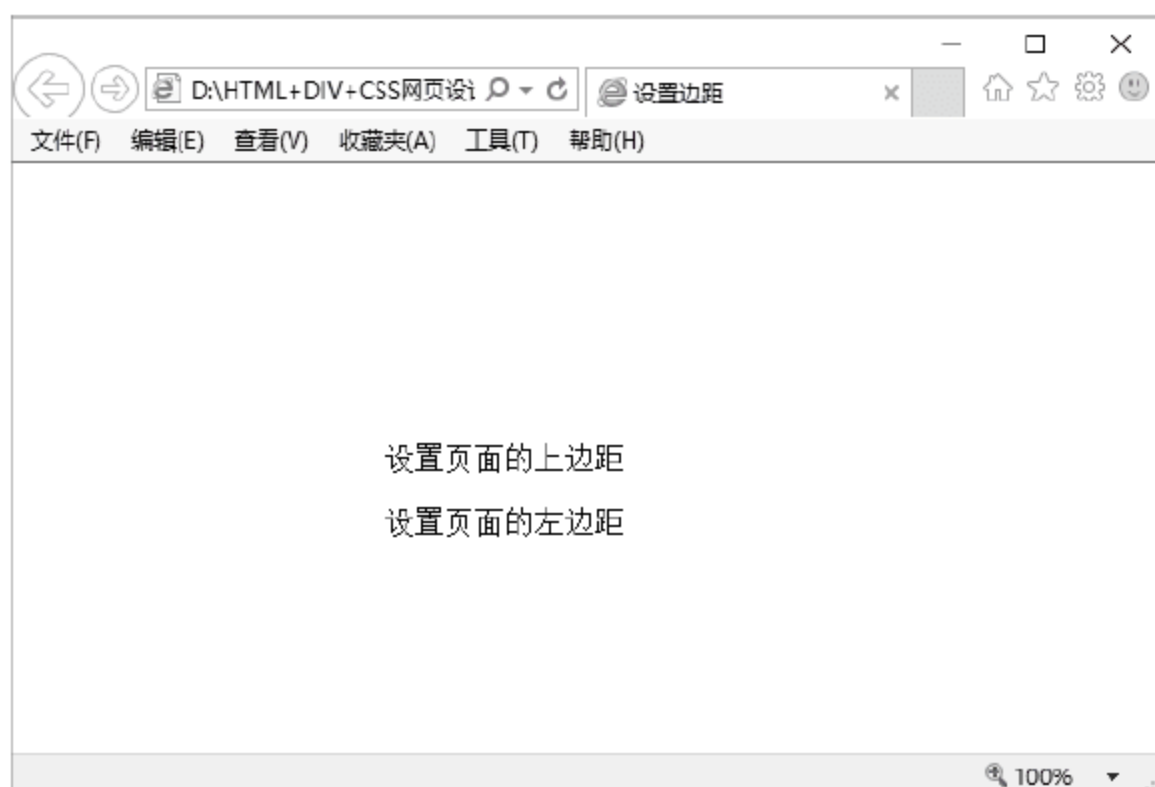 D:\HTML+DIV+CSS网页设
设置边距
文件(F) 编辑(E) 查看(V) 收藏夹(A) 工具(T) 帮助(H)
设置页面的上边距
设置页面的左边距
100%